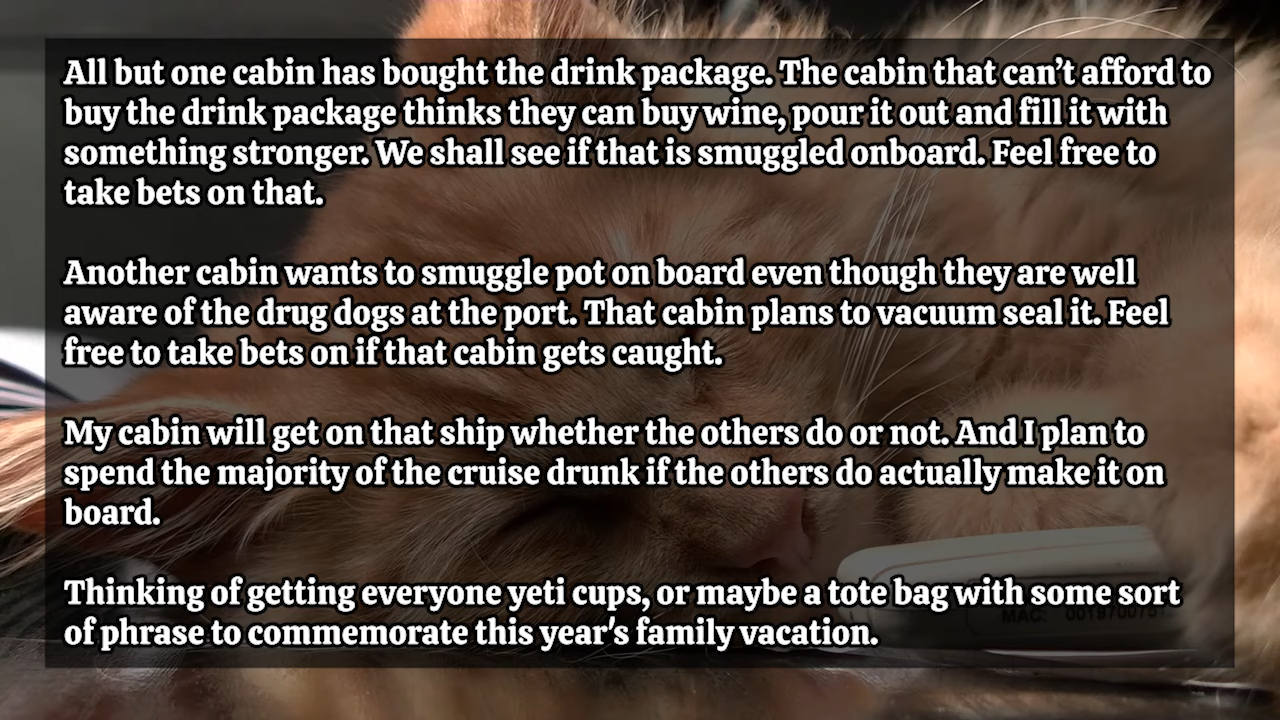 All but one cabin has bought the drink package. The cabin that can’t afford to
buy the drink package thinks they can buy wine, pour it out and fill it with
something stronger. We shall see if that is smuggled onboard. Feel free to
take bets on that.
Another cabin wants to smuggle pot on board even though they are well
aware of the drug dogs at the port. That cabin plans to vacuum seal it. Feel
free to take bets on if that cabin gets caught.
My cabin will get on that ship whether the others do or not. And I plan to
spend the majority of the cruise drunk if the others do actually make it on
board.
Thinking of getting everyone yeti cups, or maybe a tote bag with some sort
of phrase to commemorate this year's family vacation.
MAC: